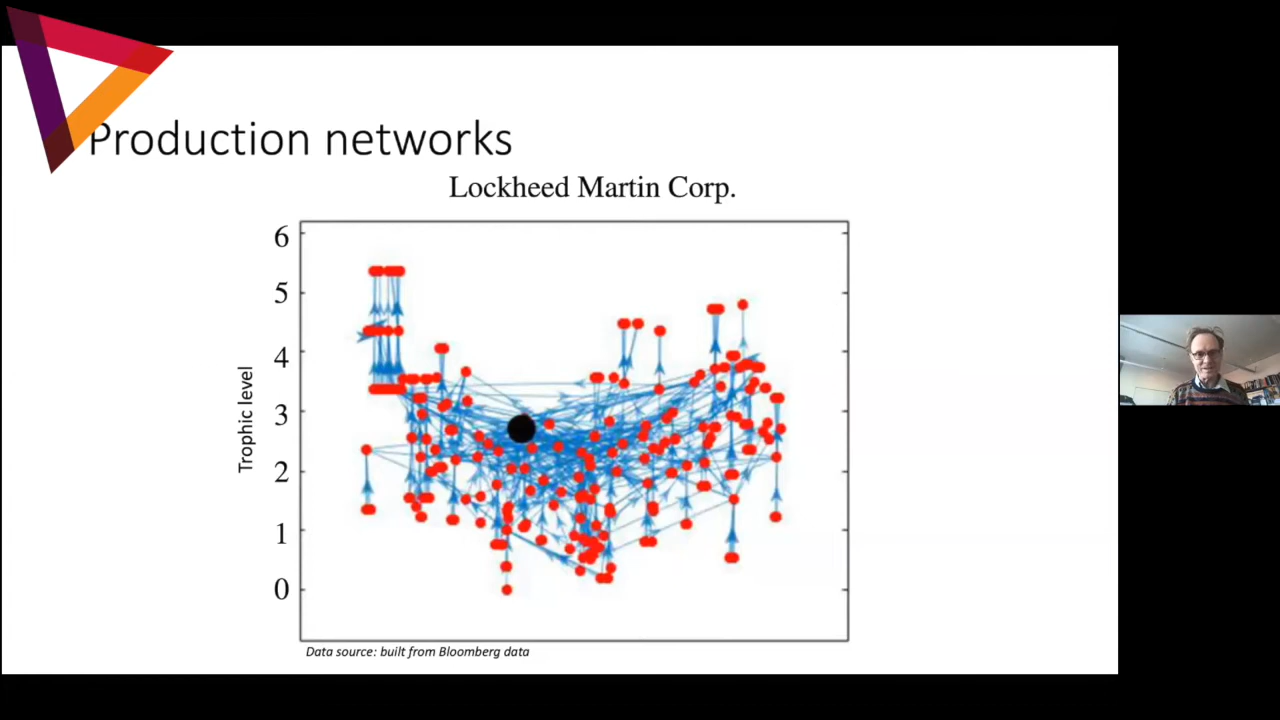 Production networks
Lockheed Martin Corp.
6
5
4
3
2
1
0
Trophic level
Data source: built from Bloomberg data